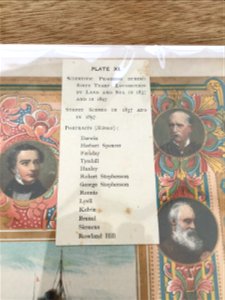 PLATE XI.
SCIENTIFIC PROGRESS DURING
SIXTY YEARS: LOCOMOTION
BY LAND AND SEA IN 1837
AND IN 1897
STREET SCENES IN 1837 AND
IN 1897
PORTRAITS (Kings):
Darwin
Herbert Spencer
Faraday
Tyndall
Huxley
Robert Stephenson
George Stephenson
Rennie
Lyell
Kelvin
Brunel
Siemens
Rowland Hill